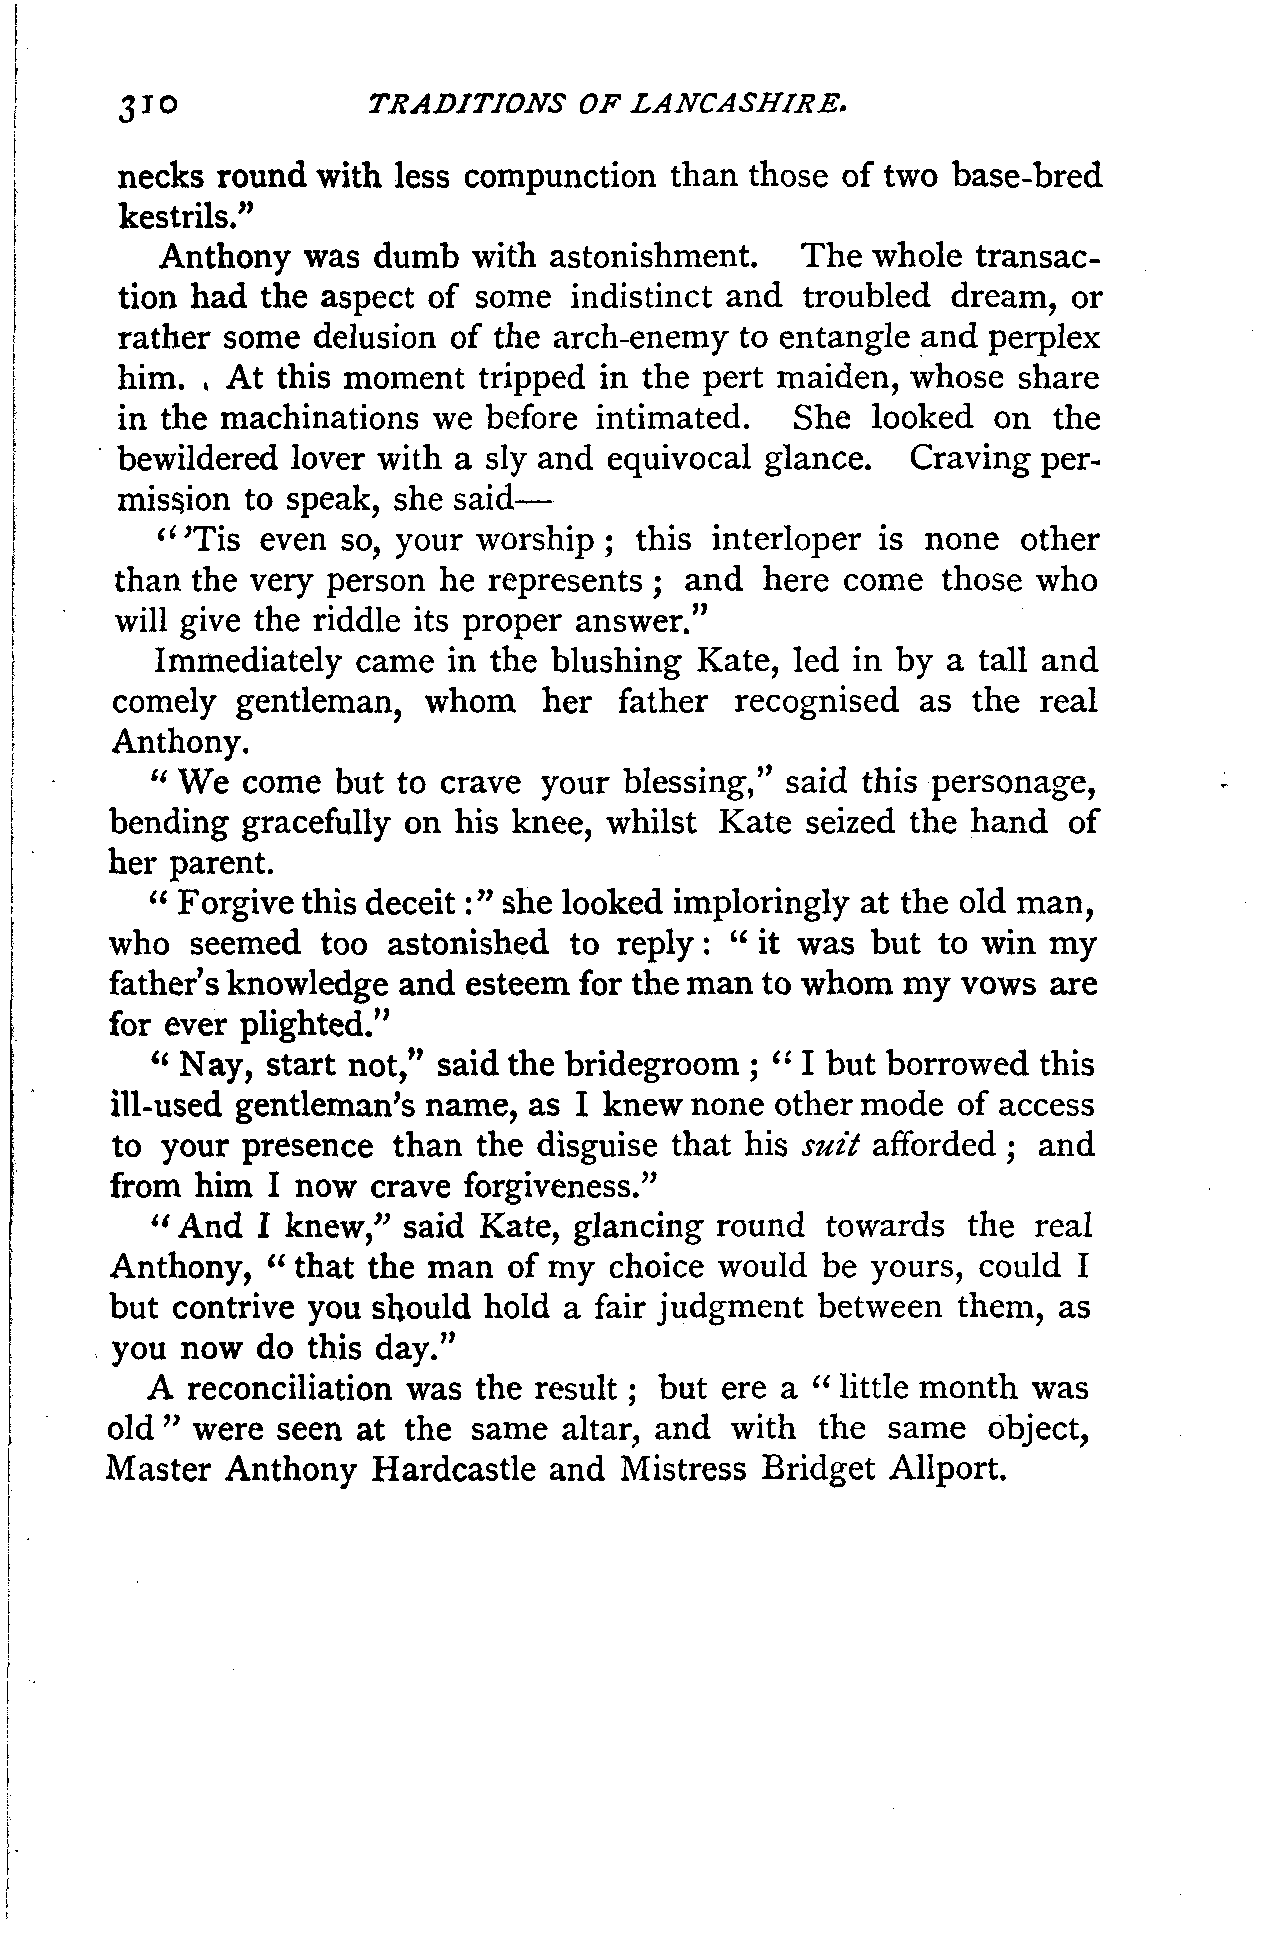 310 TRADITIONS OF LANCASHIRE.
necks round with less compunction than those of two base-bred
kestrils.”
Anthony was dumb with astonishment. The whole transac-
tion had the aspect of some indistinct and troubled dream, or
rather some delusion of the arch-enemy to entangle and perplex
him. At this moment tripped in the pert maiden, whose share
in the machinations we before intimated. She looked on the
bewildered lover with a sly and equivocal glance. Craving per-
mission to speak, she said—
“’Tis even so, your worship ; this interloper is none other
than the very person he represents ; and here come those who
will give the riddle its proper answer.”
Immediately came in the blushing Kate, led in by a tall and
comely gentleman, whom her father recognised as the real
Anthony.
“ We come but to crave your blessing,” said this personage,
bending gracefully on his knee, whilst Kate seized the hand of
her parent.
“ Forgive this deceit :” she looked imploringly at the old man,
who seemed too astonished to reply : “ it was but to win my
father’s knowledge and esteem for the man to whom my vows are
for ever plighted.”
“ Nay, start not,” said the bridegroom ; “ I but borrowed this
ill-used gentleman’s name, as I knew none other mode of access
to your presence than the disguise that his suit afforded ; and
from him I now crave forgiveness.”
“ And I knew,” said Kate, glancing round towards the real
Anthony, “ that the man of my choice would be yours, could I
but contrive you should hold a fair judgment between them, as
you now do this day.”
A reconciliation was the result ; but ere a “ little month was
old ” were seen at the same altar, and with the same object,
Master Anthony Hardcastle and Mistress Bridget Allport.